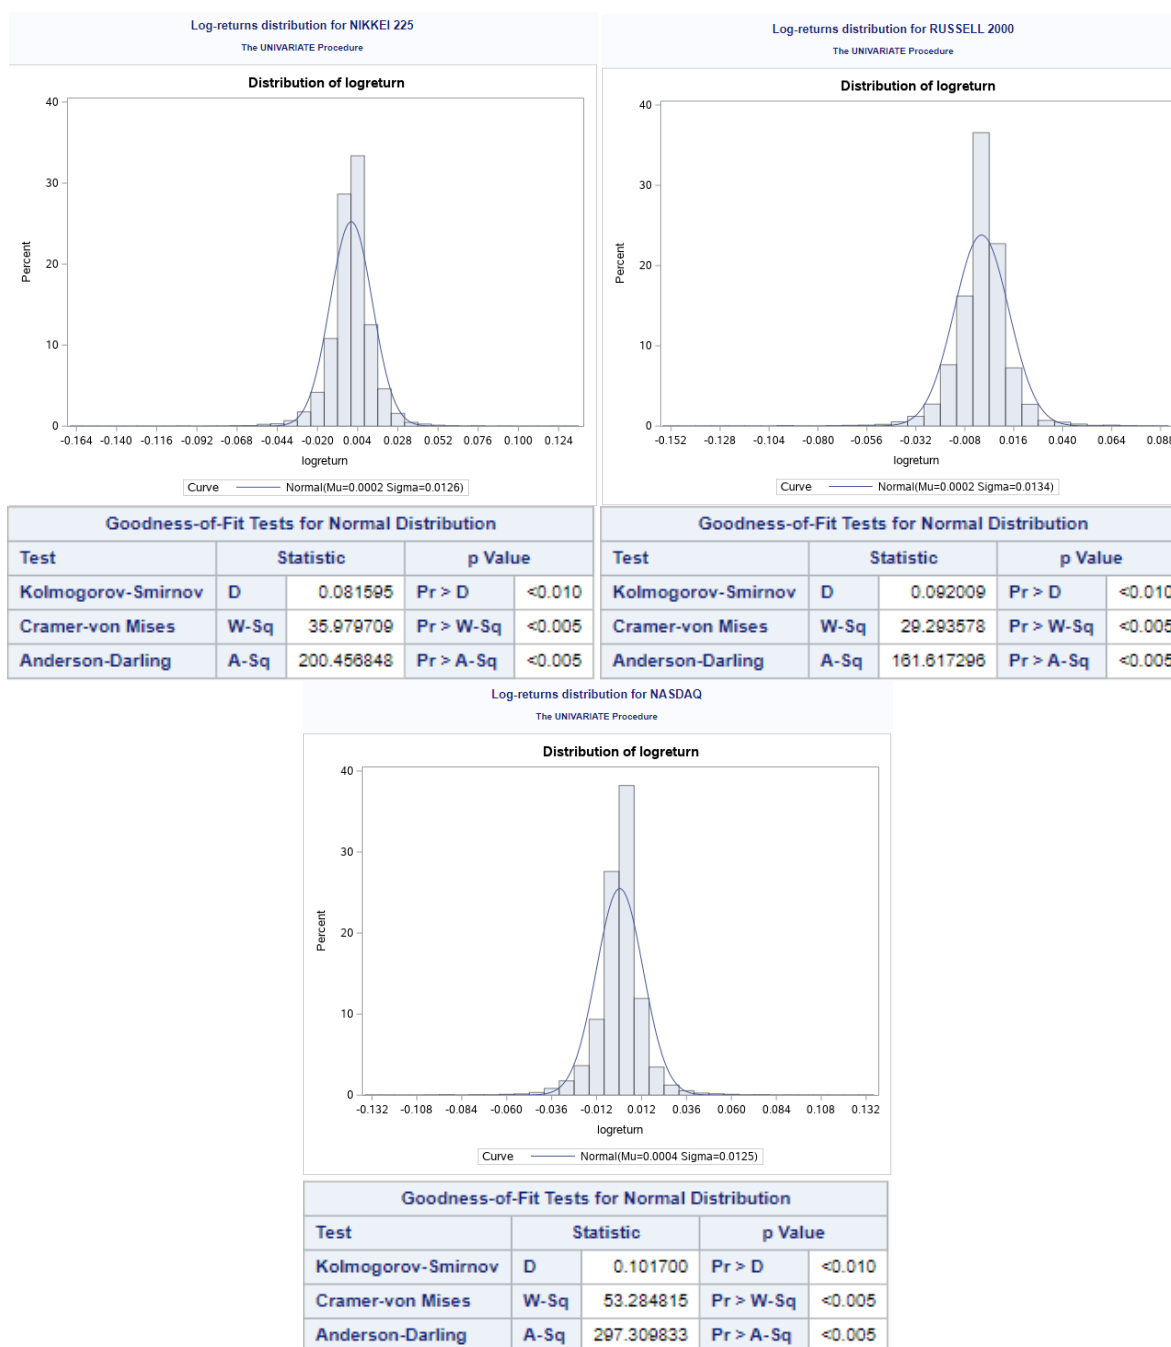 Log-returns distribution for NIKKEI 225
The UNIVARIATE Procedure
Distribution of logreturn
40
30
20
10
0
Percent
-0.164 -0.140 -0.116 -0.092 -0.068 -0.044 -0.020 0.004 0.028 0.052 0.076 0.100 0.124
logreturn
Curve Normal(Mu=0.0002 Sigma=0.0126)
Goodness-of-Fit Tests for Normal Distribution
Test Statistic p Value
Kolmogorov-Smirnov D 0.081595 Pr > D <0.010
Cramer-von Mises W-Sq 35.979709 Pr > W-Sq <0.005
Anderson-Darling A-Sq 200.456848 Pr > A-Sq <0.005
Log-returns distribution for RUSSELL 2000
The UNIVARIATE Procedure
Distribution of logreturn
40
30
20
10
0
Percent
-0.152 -0.128 -0.104 -0.080 -0.056 -0.032 -0.008 0.016 0.040 0.064 0.088
logreturn
Curve Normal(Mu=0.0002 Sigma=0.0134)
Goodness-of-Fit Tests for Normal Distribution
Test Statistic p Value
Kolmogorov-Smirnov D 0.092009 Pr > D <0.010
Cramer-von Mises W-Sq 29.293578 Pr > W-Sq <0.005
Anderson-Darling A-Sq 161.617296 Pr > A-Sq <0.005
Log-returns distribution for NASDAQ
The UNIVARIATE Procedure
Distribution of logreturn
40
30
20
10
0
Percent
-0.132 -0.108 -0.084 -0.060 -0.036 -0.012 0.012 0.036 0.060 0.084 0.108 0.132
logreturn
Curve Normal(Mu=0.0004 Sigma=0.0125)
Goodness-of-Fit Tests for Normal Distribution
Test Statistic p Value
Kolmogorov-Smirnov D 0.101700 Pr > D <0.010
Cramer-von Mises W-Sq 53.284815 Pr > W-Sq <0.005
Anderson-Darling A-Sq 297.309833 Pr > A-Sq <0.005